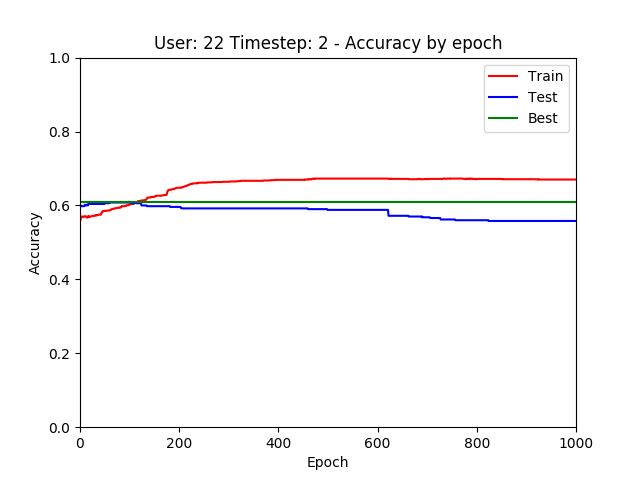 User: 22 Timestep: 2 - Accuracy by epoch
1.0
0.8
0.6
0.4
0.2
0.0
Accuracy
Train
Test
Best
0 200 400 600 800 1000
Epoch